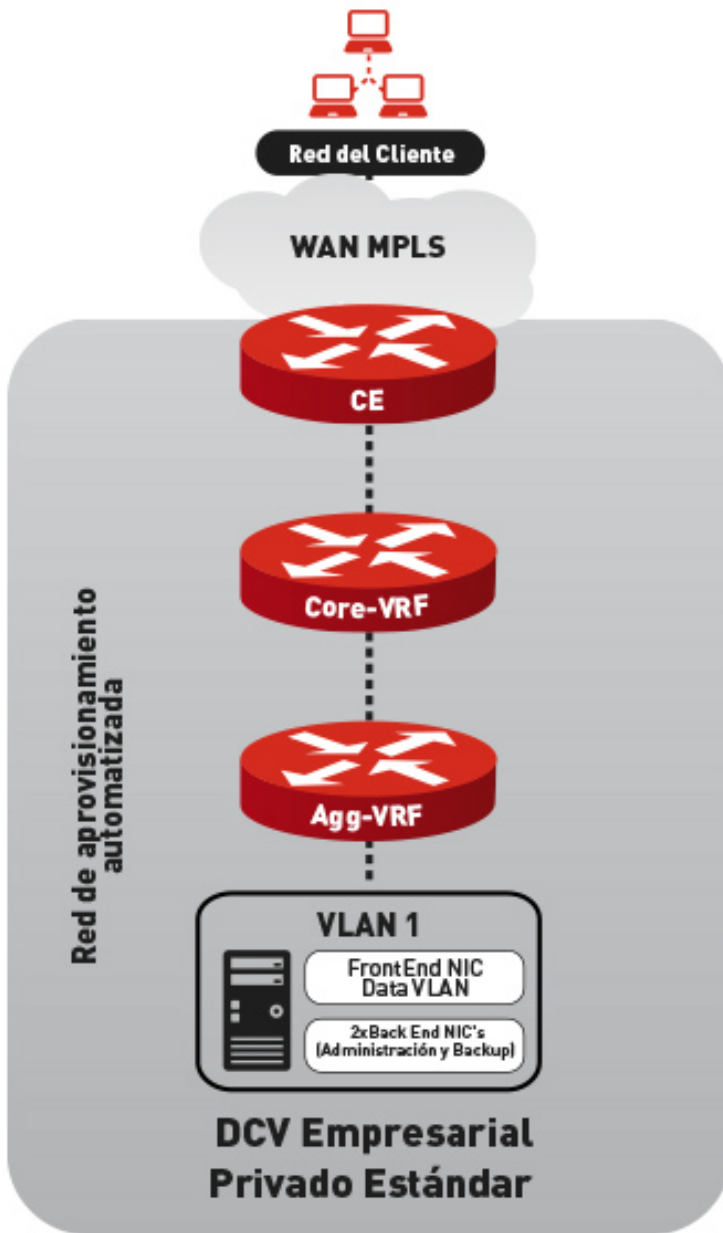 Red del Cliente
WAN MPLS
CE
Core-VRF
Agg-VRF
Red de aprovisionamiento
automatizada
VLAN 1
FrontEnd NIC
Data VLAN
2xBack End NIC's
(Administración y Backup)
DCV Empresarial
Privado Estándar